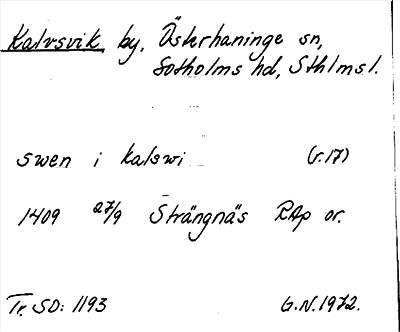 Kalvsvik by, Österhaninge sn,
Sotholms hd, Sthlmsl.
swen i kalswi (r.17)
1409 27/9 Strängnäs RAp or.
Tr. SD: 1193 G.N. 1972.